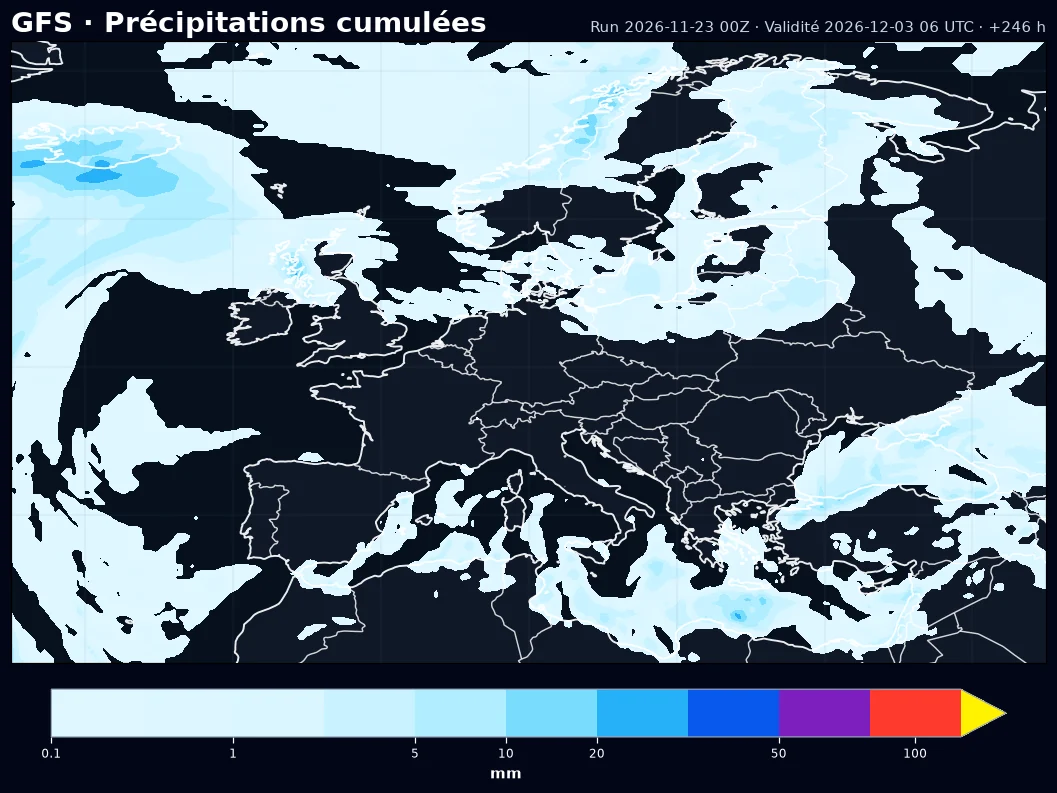 GFS · Précipitations cumulées
Run 2026-11-23 00Z · Validité 2026-12-03 06 UTC · +246 h
0.1 1 5 10 20 50 100
mm